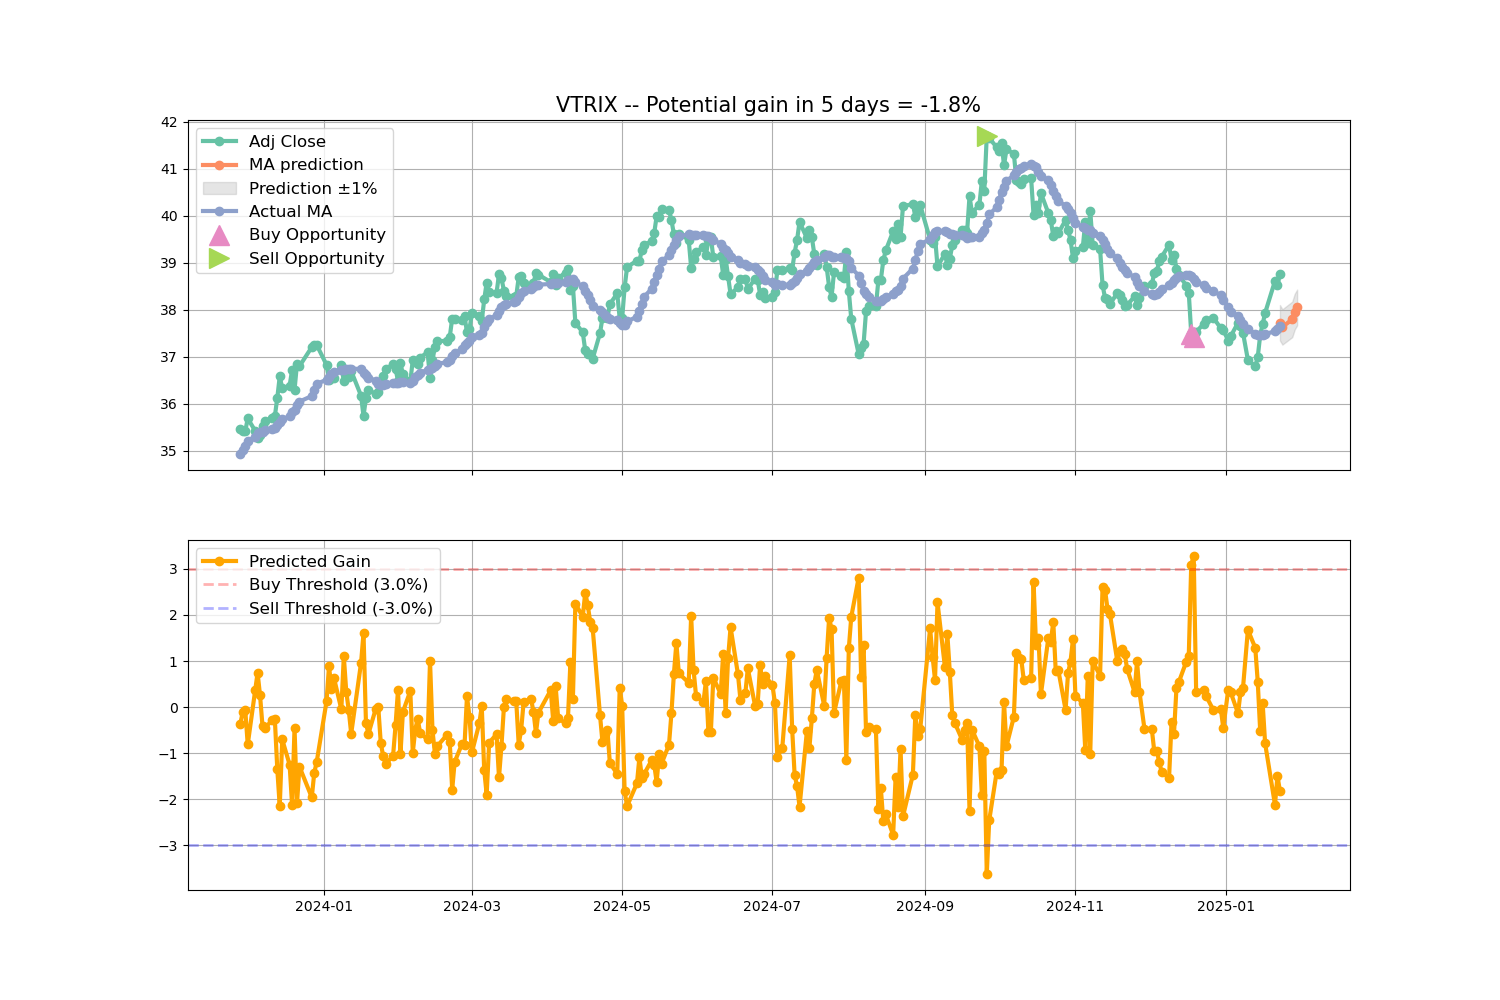 VTRIX -- Potential gain in 5 days = -1.8%
42
41
40
39
38
37
36
35
Adj Close
MA prediction
Prediction ±1%
Actual MA
Buy Opportunity
Sell Opportunity
3
2
1
0
−1
−2
−3
Predicted Gain
Buy Threshold (3.0%)
Sell Threshold (-3.0%)
2024-01 2024-03 2024-05 2024-07 2024-09 2024-11 2025-01